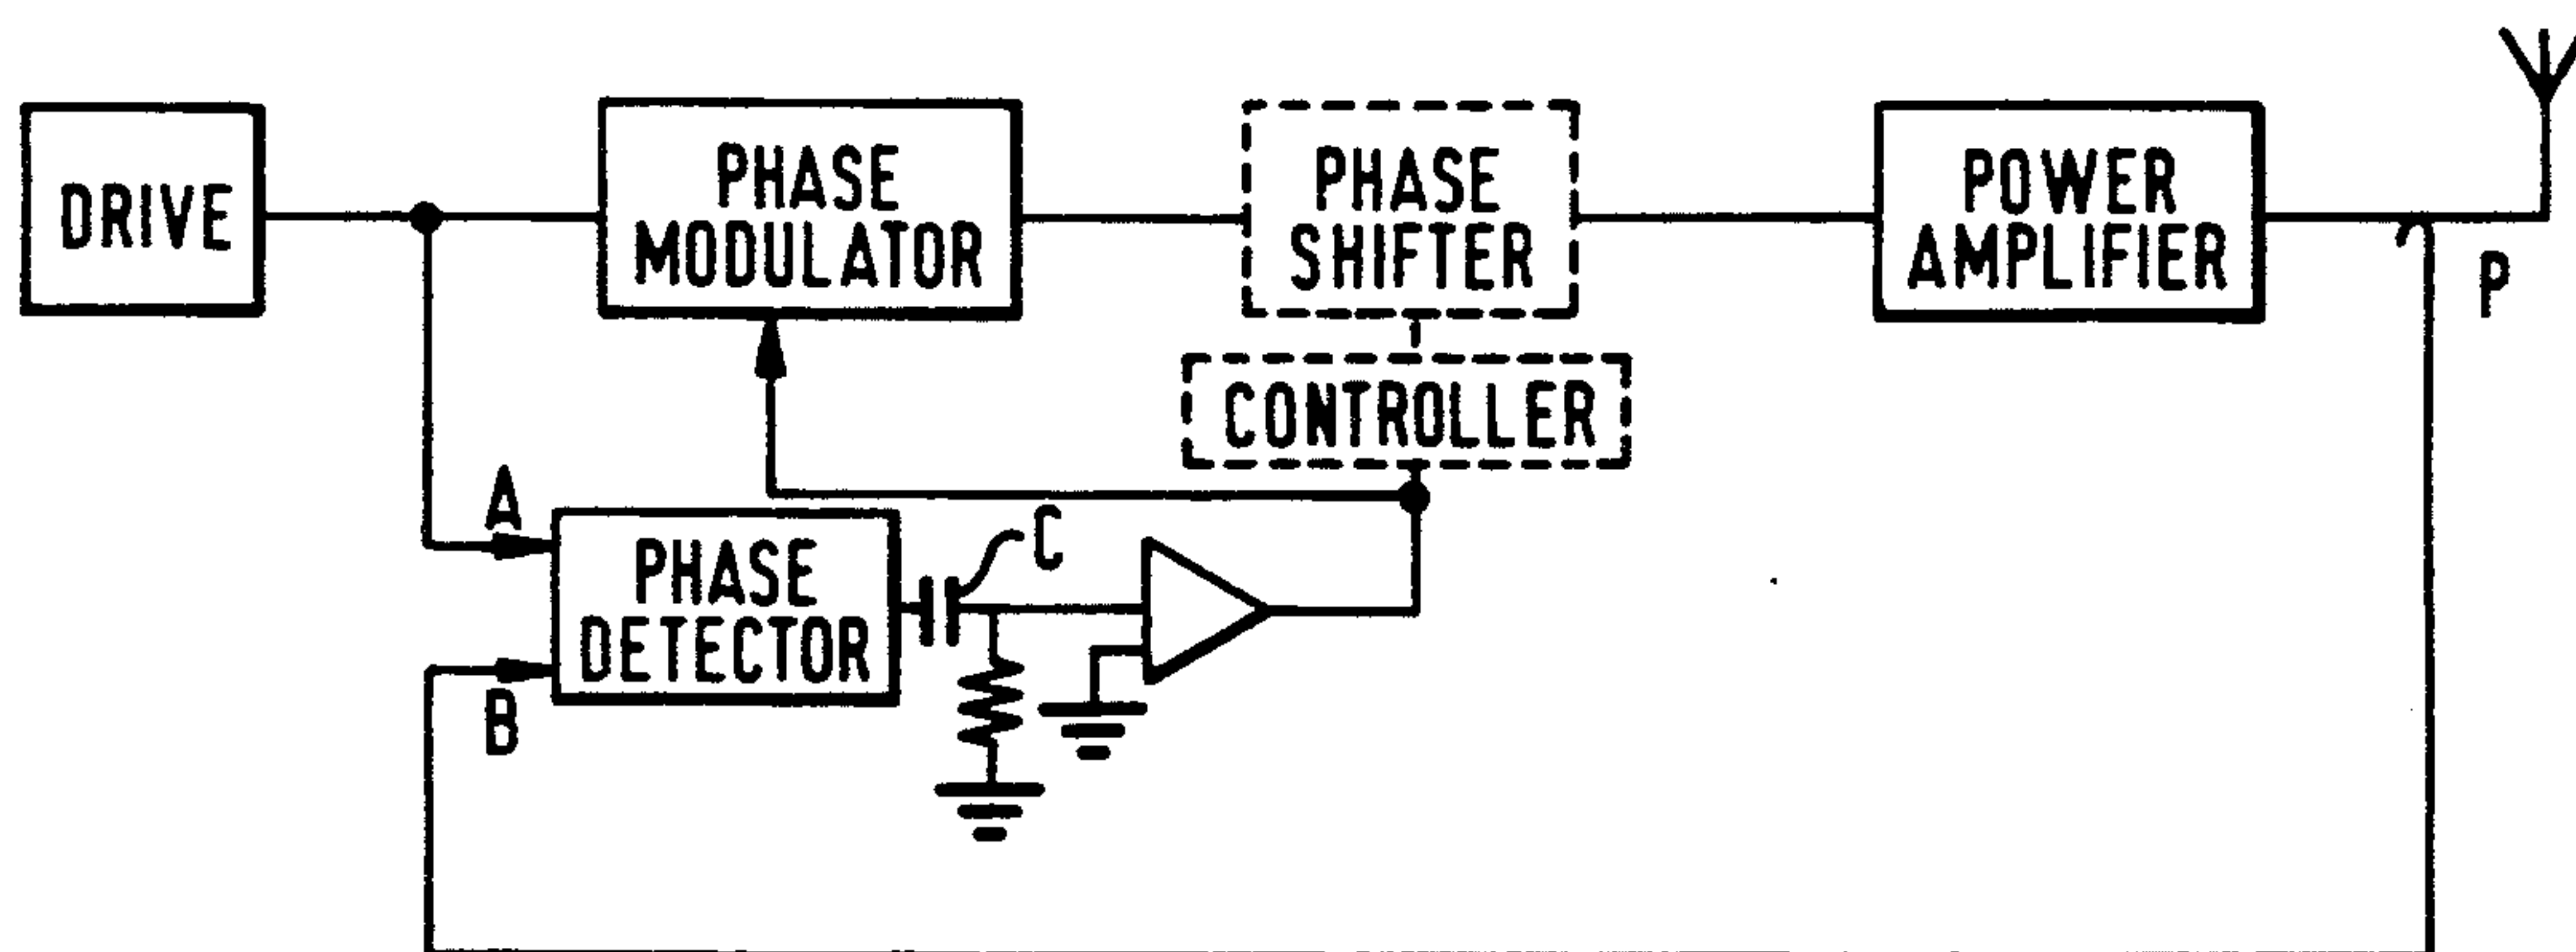 DRIVE
PHASE
MODULATOR
PHASE
SHIFTER
POWER
AMPLIFIER
P
CONTROLLER
A
PHASE
DETECTOR
B
C